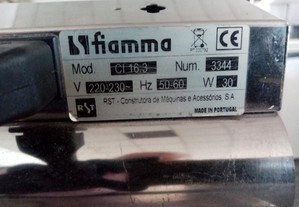 fiamma
CE
Mod. CI 16.3 Num. 3344
V 220-230~ Hz 50-60 W 30
RST RST - Construtora de Máquinas e Acessórios, S.A.
MADE IN PORTUGAL